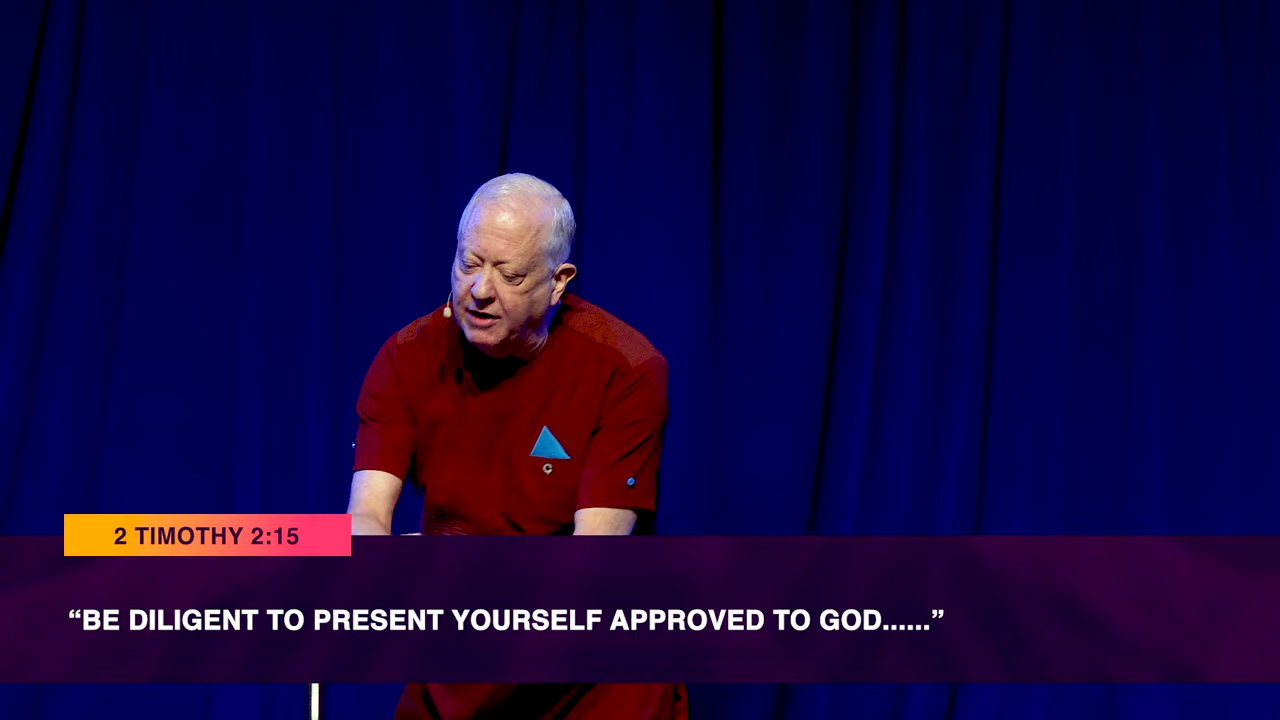 2 TIMOTHY 2:15
“BE DILIGENT TO PRESENT YOURSELF APPROVED TO GOD......”